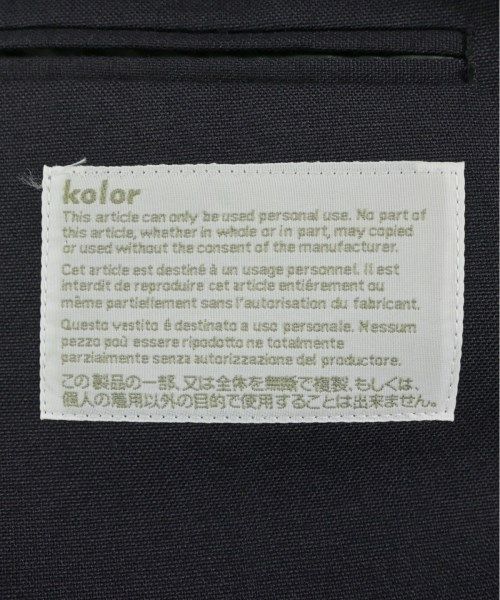 kolor
This article can only be used personal use. No part of
this article, whether in whole or in part, may copied
or used without the consent of the manufacturer.
Cet article est destiné à un usage personnel. Il est
interdit de reproduire cet article entiérement ou
même partiellement sans l'autorisation du fabricant.
Questo vestito é destinato a uso personale. Nessum
pezzo poù essere ripodotto ne totalmente
parzialmente senza autorizzazione del productore.
この製品の一部、又は全体を無断で複製、もしくは、
個人の着用以外の目的で使用することは出来ません。